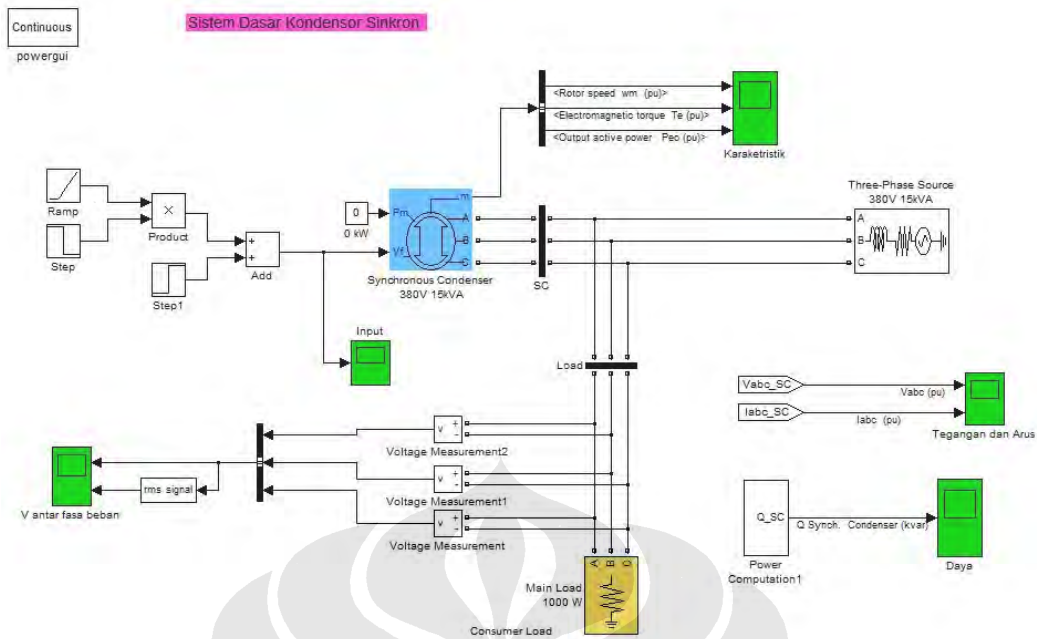 Continuous
powergui
Sistem Dasar Kondensor Sinkron
<Rotor speed wm (pu)>
<Electromagnetic torque Te (pu)>
<Output active power Peo (pu)>
Karaketristik
Ramp
Step
×
Product
Step1
+
+
Add
0
0 kW
Pm
Vf
m
A
B
C
Synchronous Condenser
380V 15kVA
SC
Three-Phase Source
380V 15kVA
A
B
C
Input
Load
Vabc_SC
Iabc_SC
Vabc (pu)
Iabc (pu)
Tegangan dan Arus
v
+
-
Voltage Measurement2
v
+
-
Voltage Measurement1
v
+
-
Voltage Measurement
rms signal
V antar fasa beban
Q_SC
Q Synch. Condenser (kvar)
Power
Computation1
Daya
A
B
C
Main Load
1000 W
Consumer Load